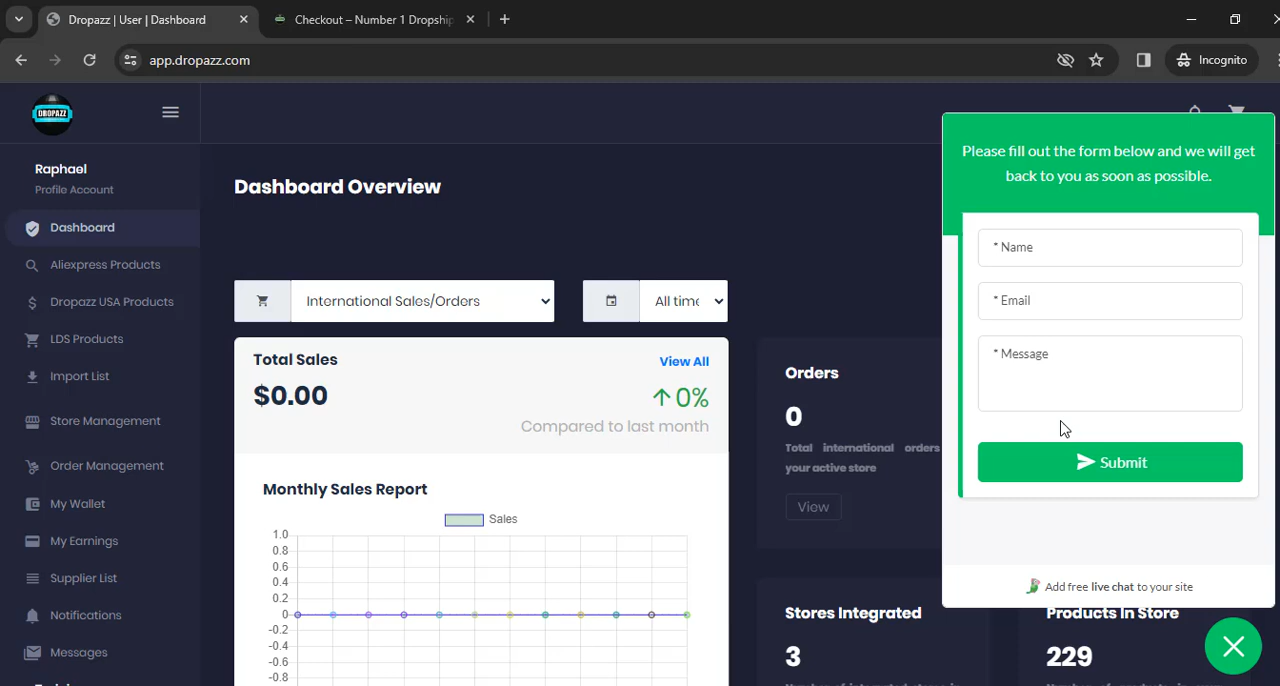 Dropazz | User | Dashboard
Checkout – Number 1 Dropship
app.dropazz.com
Incognito
DROPAZZ
Raphael
Profile Account
Dashboard
Aliexpress Products
Dropazz USA Products
LDS Products
Import List
Store Management
Order Management
My Wallet
My Earnings
Supplier List
Notifications
Messages
Dashboard Overview
International Sales/Orders
All time
Total Sales
View All
$0.00
0%
Compared to last month
Monthly Sales Report
Sales
1.0
0.8
0.6
0.4
0.2
0
-0.2
-0.4
-0.6
-0.8
Orders
0
Total international orders
your active store
View
Stores Integrated
3
Products In Store
229
Please fill out the form below and we will get
back to you as soon as possible.
* Name
* Email
* Message
Submit
Add free live chat to your site